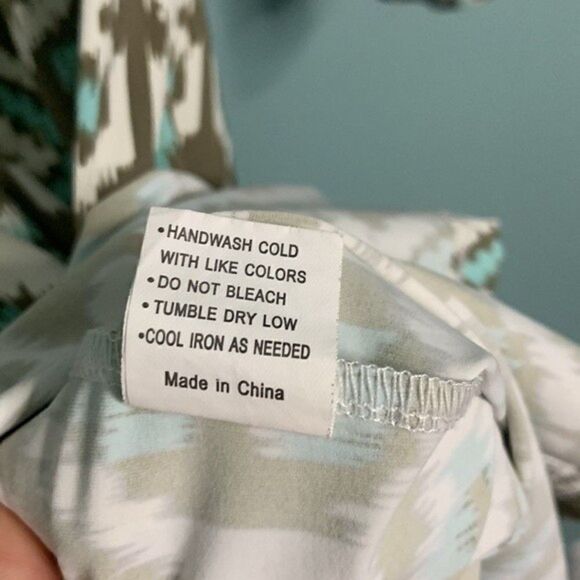 •HANDWASH COLD
WITH LIKE COLORS
•DO NOT BLEACH
•TUMBLE DRY LOW
•COOL IRON AS NEEDED
Made in China